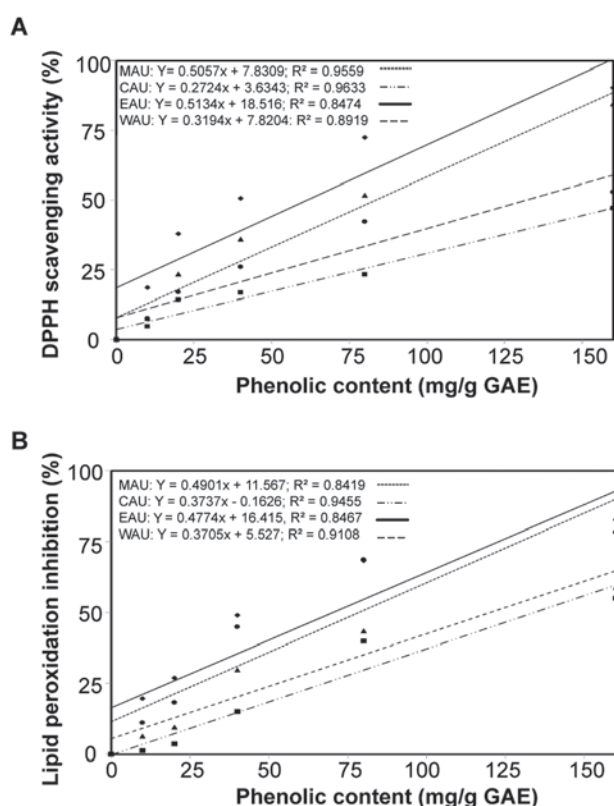 A
MAU: Y= 0.5057x + 7.8309; R² = 0.9559
CAU: Y = 0.2724x + 3.6343; R² = 0.9633
EAU: Y = 0.5134x + 18.516; R² = 0.8474
WAU: Y = 0.3194x + 7.8204: R² = 0.8919
DPPH scavenging activity (%)
100
75
50
25
0
0 25 50 75 100 125 150
Phenolic content (mg/g GAE)
B
MAU: Y = 0.4901x + 11.567; R² = 0.8419
CAU: Y = 0.3737x - 0.1626; R² = 0.9455
EAU: Y = 0.4774x + 16.415, R² = 0.8467
WAU: Y = 0.3705x + 5.527; R² = 0.9108
Lipid peroxidation inhibition (%)
100
75
50
25
0
0 25 50 75 100 125 150
Phenolic content (mg/g GAE)